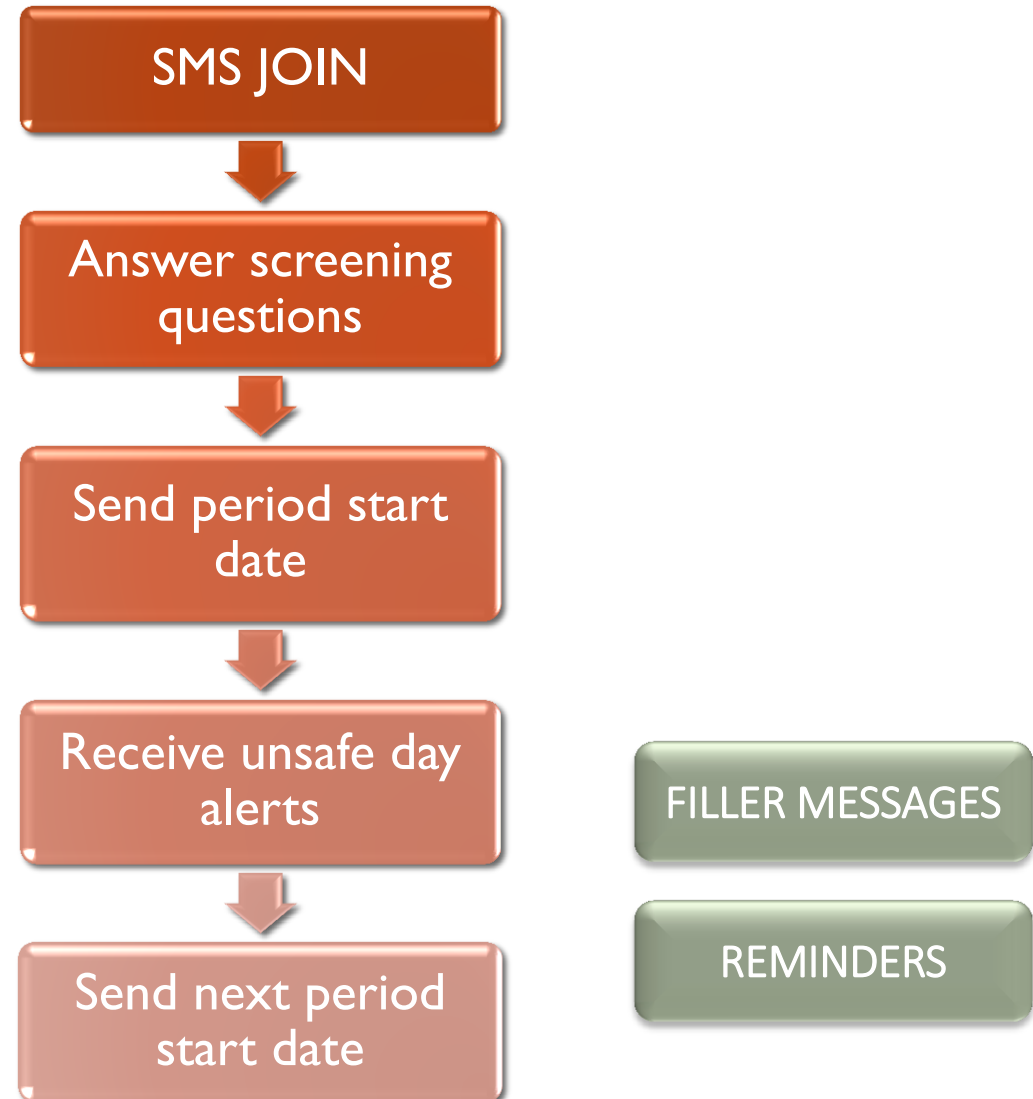 SMS JOIN
Answer screening
questions
Send period start
date
Receive unsafe day
alerts
Send next period
start date
FILLER MESSAGES
REMINDERS